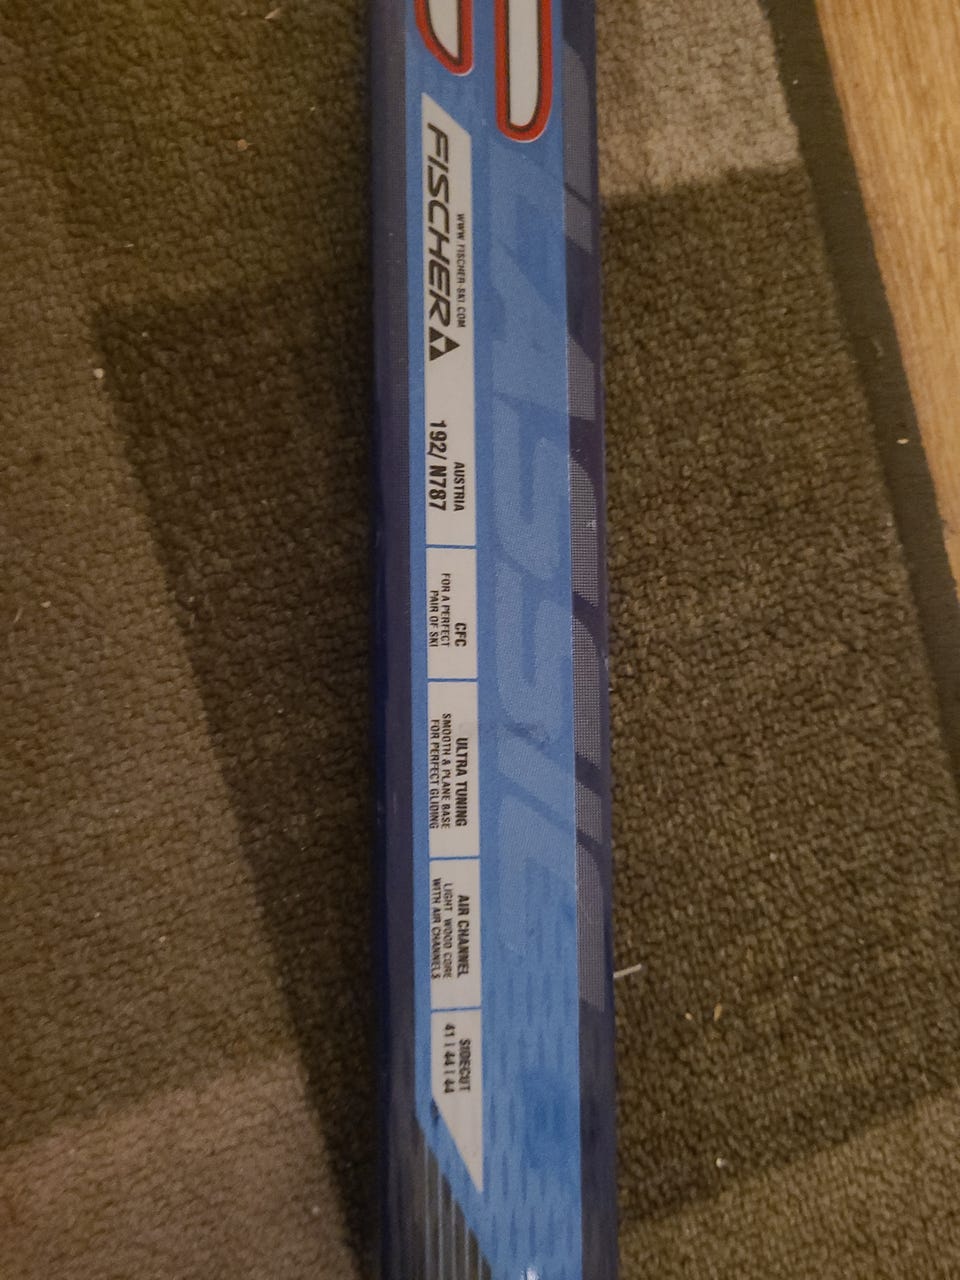 FISCHER
WWW.FISCHER-SKI.COM
AUSTRIA
192/ N787
CFC
FOR A PERFECT
PAIR OF SKI
ULTRA TUNING
SMOOTH & PLANE BASE
FOR PERFECT GLIDING
AIR CHANNEL
LIGHT WOOD CORE
WITH AIR CHANNELS
SIDECUT
41 | 44 | 44